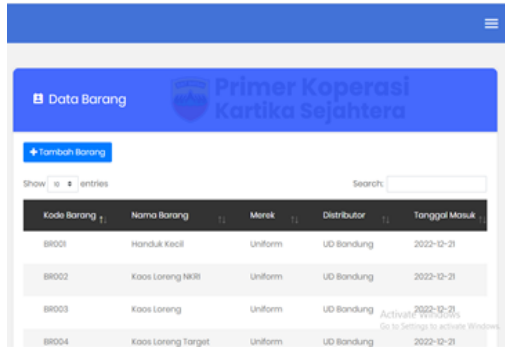 Data Barang
Primer Koperasi
Kartika Sejahtera
+Tambah Barang
Show 10 entries
Search:
Kode Barang Nama Barang Merek Distributor Tanggal Masuk
BR001 Handuk Kecil Uniform UD Bandung 2022-12-21
BR002 Kaos Loreng NKRI Uniform UD Bandung 2022-12-21
BR003 Kaos Loreng Uniform UD Bandung 2022-12-21
Activate Windows
Go to Settings to activate Windows.
BR004 Kaos Loreng Target Uniform UD Bandung 2022-12-21